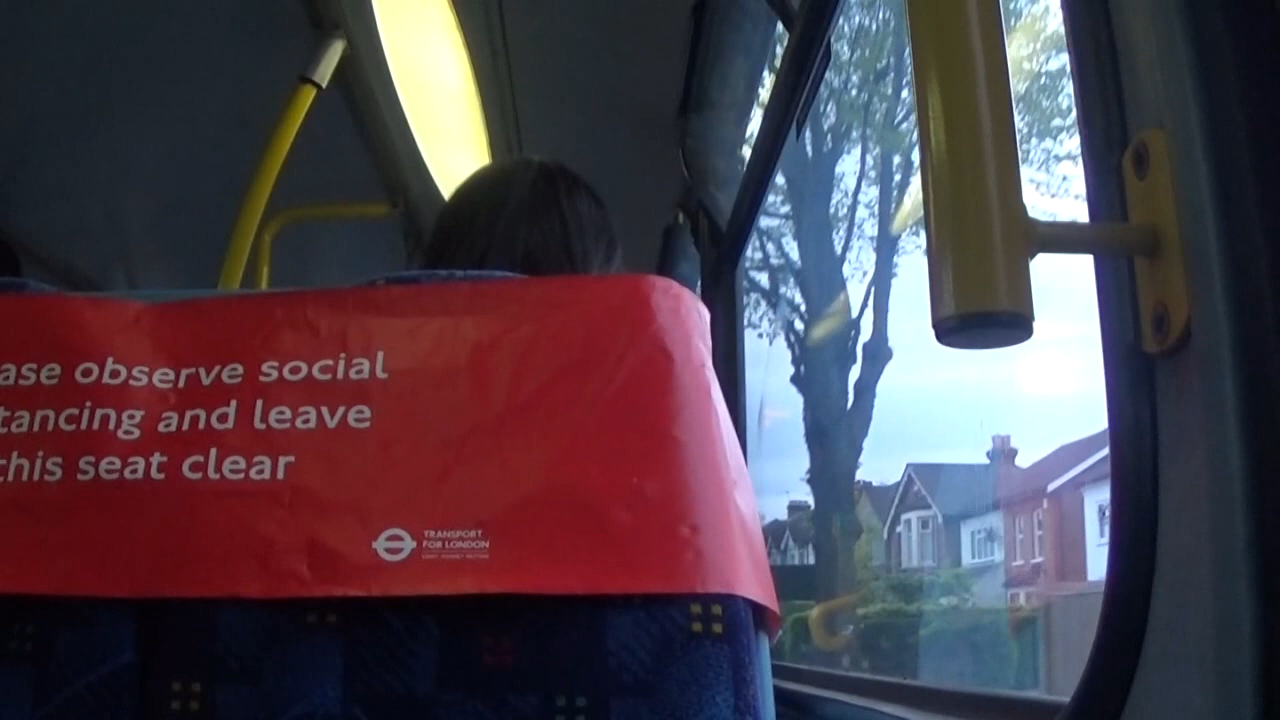 ase observe social
tancing and leave
this seat clear
TRANSPORT
FOR LONDON